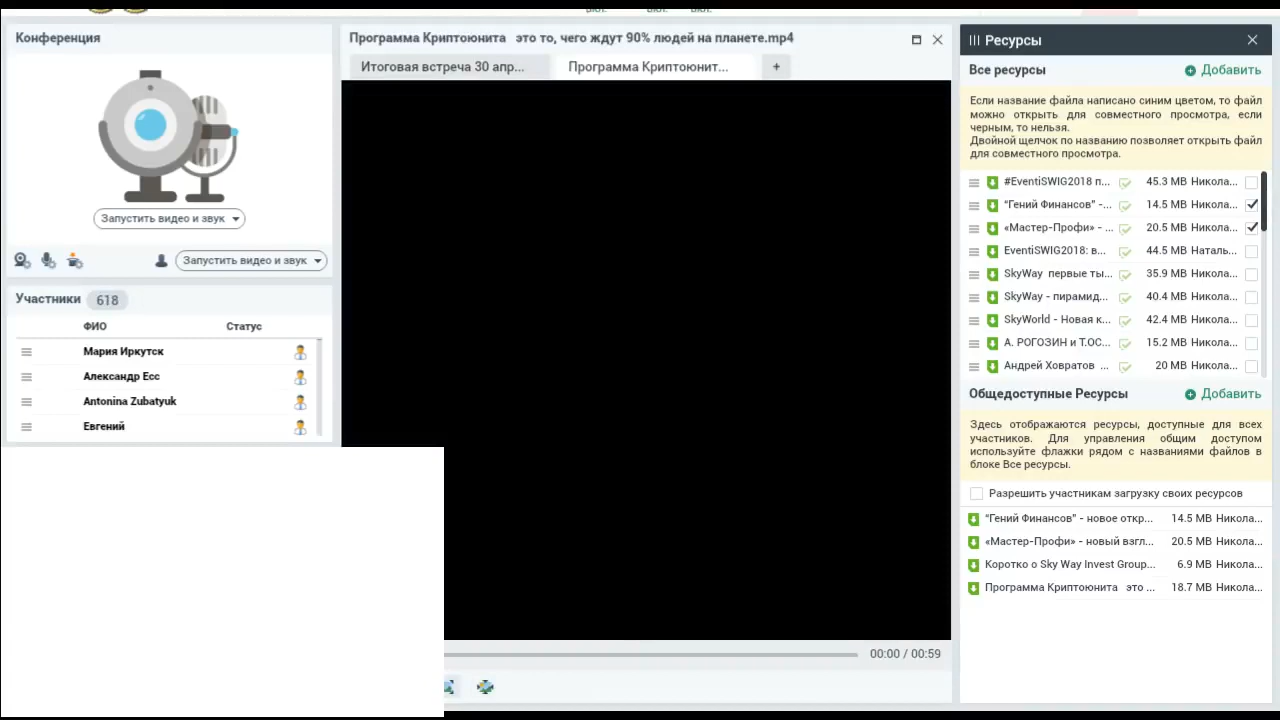 Конференция
Запустить видео и звук
Запустить видео и звук
Участники 618
ФИО Статус
Мария Иркутск
Александр Есс
Antonina Zubatyuk
Евгений
Программа Криптоюнита это то, чего ждут 90% людей на планете.mp4
Итоговая встреча 30 апр... Программа Криптоюнит... +
00:00 / 00:59
Ресурсы
Все ресурсы Добавить
Если название файла написано синим цветом, то файл
можно открыть для совместного просмотра, если
черным, то нельзя.
Двойной щелчок по названию позволяет открыть файл
для совместного просмотра.
#EventiSWIG2018 п... 45.3 MB Никола...
“Гений Финансов” -... 14.5 MB Никола...
«Мастер-Профи» - ... 20.5 MB Никола...
EventiSWIG2018: в... 44.5 MB Наталь...
SkyWay первые ты... 35.9 MB Никола...
SkyWay - пирамид... 40.4 MB Никола...
SkyWorld - Новая к... 42.4 MB Никола...
А. РОГОЗИН и Т.ОС... 15.2 MB Никола...
Андрей Ховратов ... 20 MB Никола...
Общедоступные Ресурсы Добавить
Здесь отображаются ресурсы, доступные для всех
участников. Для управления общим доступом
используйте флажки рядом с названиями файлов в
блоке Все ресурсы.
Разрешить участникам загрузку своих ресурсов
“Гений Финансов” - новое откр... 14.5 MB Никола...
«Мастер-Профи» - новый взгл... 20.5 MB Никола...
Коротко о Sky Way Invest Group... 6.9 MB Никола...
Программа Криптоюнита это ... 18.7 MB Никола...